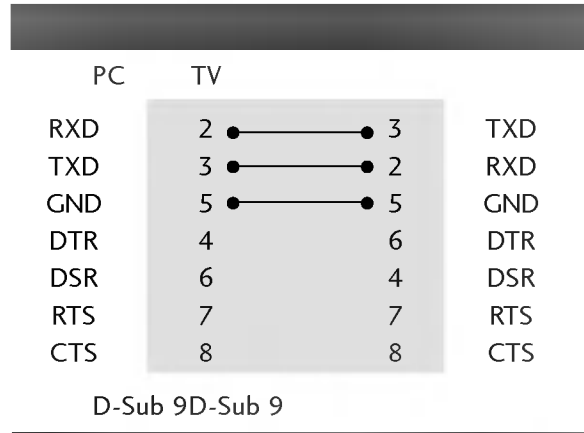 PC TV
RXD 2 3 TXD
TXD 3 2 RXD
GND 5 5 GND
DTR 4 6 DTR
DSR 6 4 DSR
RTS 7 7 RTS
CTS 8 8 CTS
D-Sub 9D-Sub 9